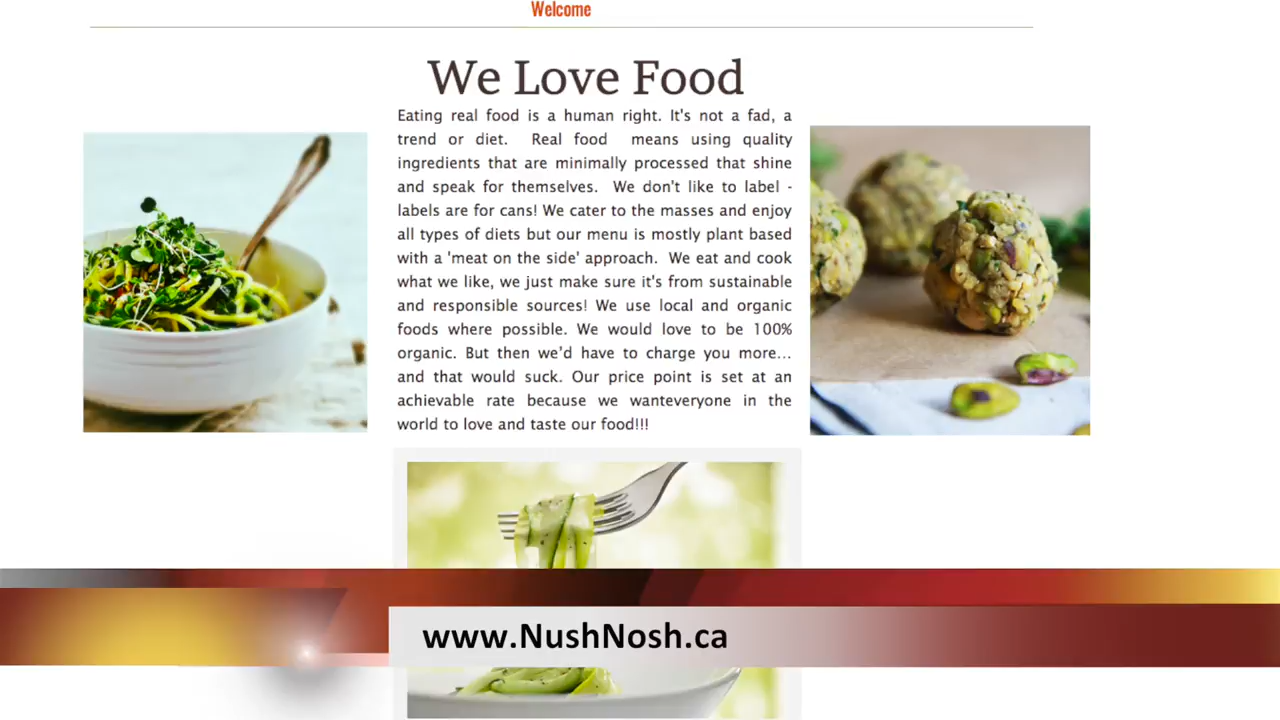 Welcome
We Love Food
Eating real food is a human right. It's not a fad, a
trend or diet. Real food means using quality
ingredients that are minimally processed that shine
and speak for themselves. We don't like to label -
labels are for cans! We cater to the masses and enjoy
all types of diets but our menu is mostly plant based
with a 'meat on the side' approach. We eat and cook
what we like, we just make sure it's from sustainable
and responsible sources! We use local and organic
foods where possible. We would love to be 100%
organic. But then we'd have to charge you more...
and that would suck. Our price point is set at an
achievable rate because we wanteveryone in the
world to love and taste our food!!!
www.NushNosh.ca